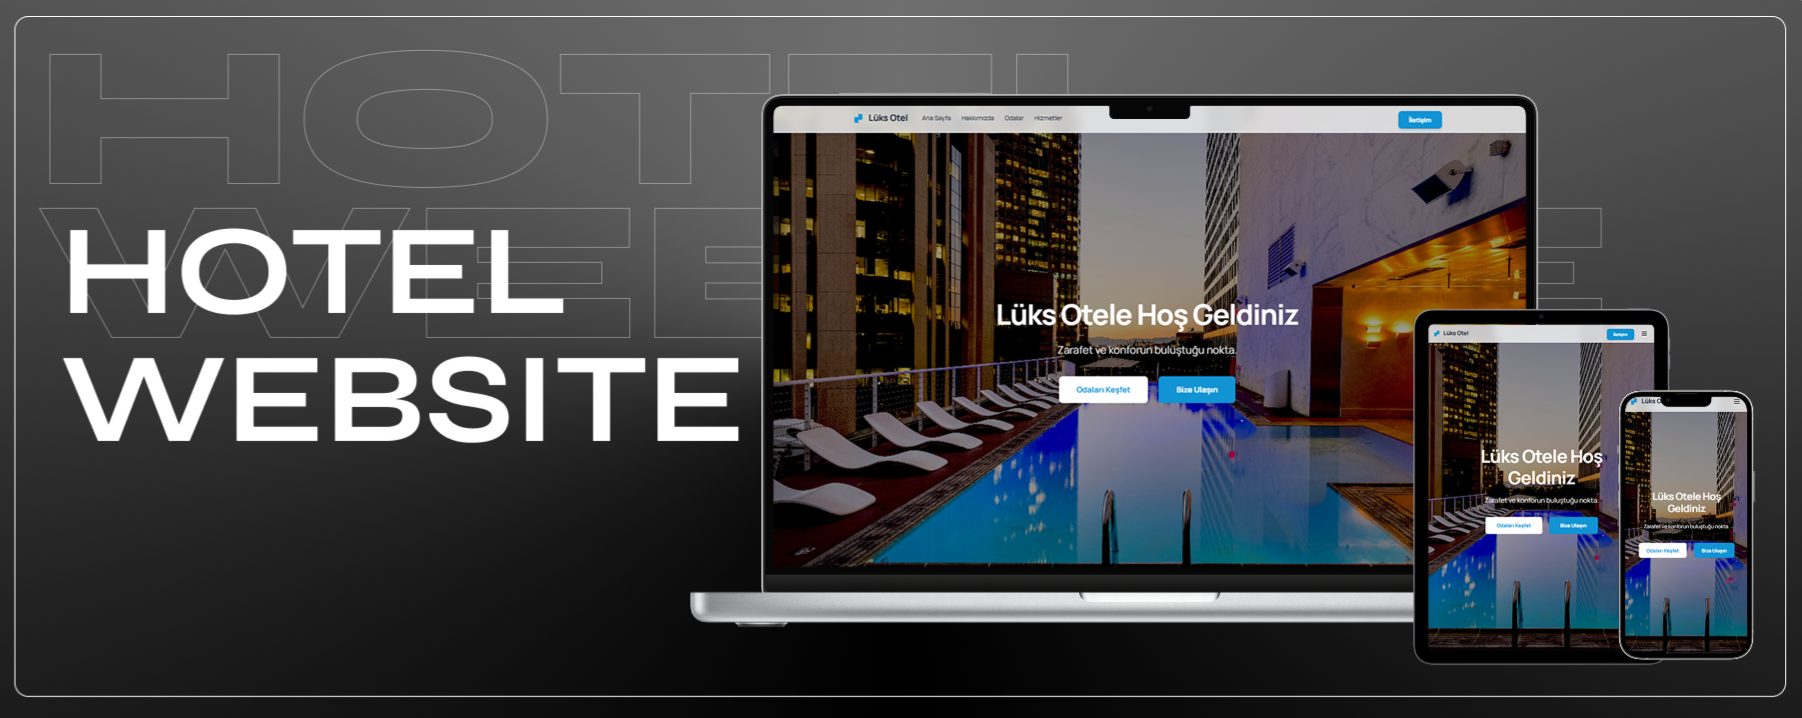 HOTEL
WEBSITE
HOTEL
WEBSITE
Lüks Otel Ana Sayfa Hakkımızda Odalar Hizmetler İletişim
Lüks Otele Hoş Geldiniz
Zarafet ve konforun buluştuğu nokta.
Odaları Keşfet Bize Ulaşın
Lüks Otel İletişim
Lüks Otele Hoş
Geldiniz
Zarafet ve konforun buluştuğu nokta.
Odaları Keşfet Bize Ulaşın
Lüks O
Lüks Otele Hoş
Geldiniz
Zarafet ve konforun buluştuğu nokta.
Odaları Keşfet Bize Ulaşın